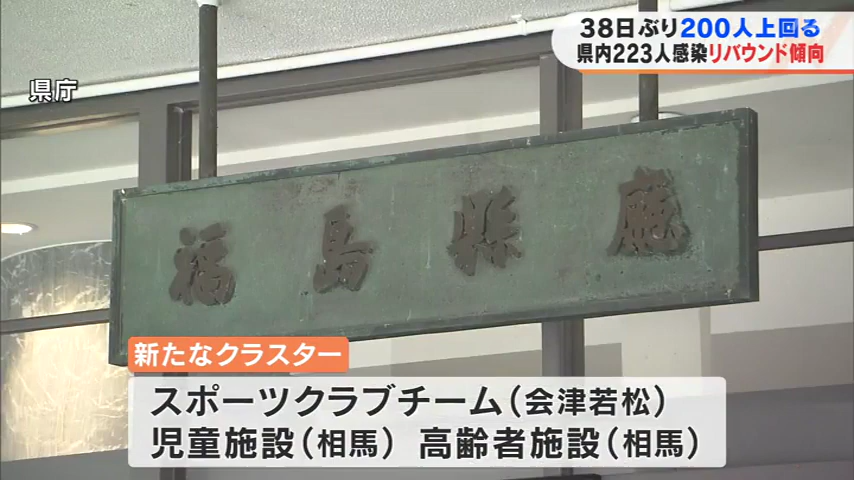 38日ぶり200人上回る
県内223人感染リバウンド傾向
県庁
福島縣廳
新たなクラスター
スポーツクラブチーム（会津若松）
児童施設（相馬） 高齢者施設（相馬）